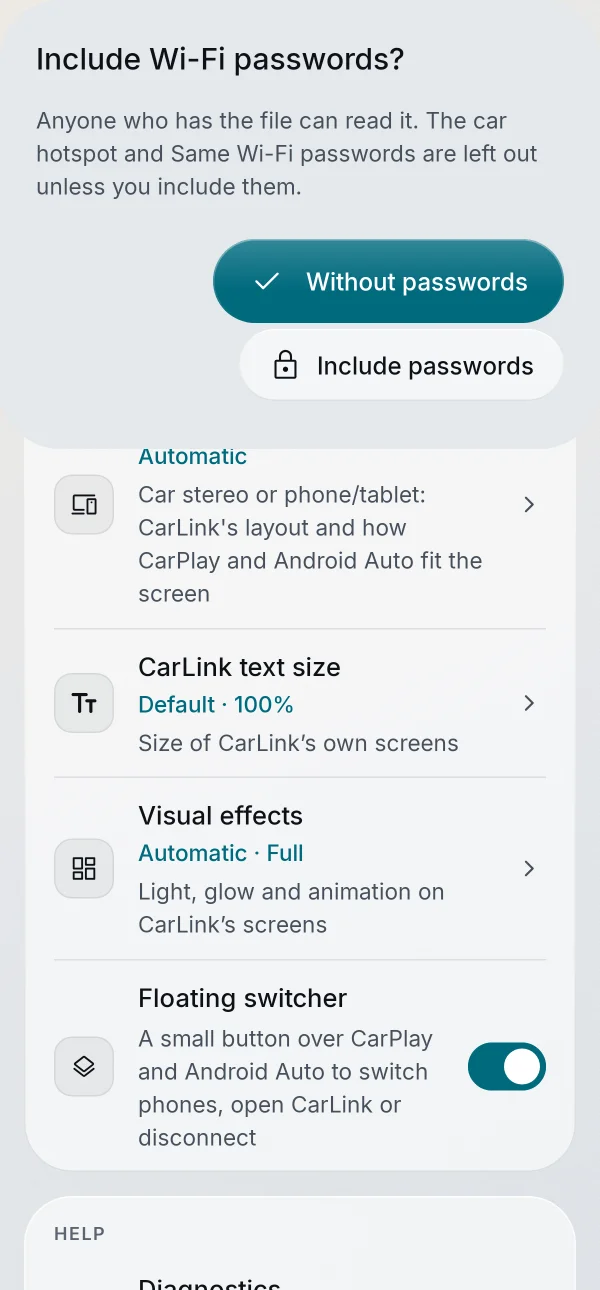 Include Wi-Fi passwords?
Anyone who has the file can read it. The car
hotspot and Same Wi-Fi passwords are left out
unless you include them.
Without passwords
Include passwords
Automatic
Car stereo or phone/tablet:
CarLink's layout and how
CarPlay and Android Auto fit the
screen
CarLink text size
Default · 100%
Size of CarLink’s own screens
Visual effects
Automatic · Full
Light, glow and animation on
CarLink’s screens
Floating switcher
A small button over CarPlay
and Android Auto to switch
phones, open CarLink or
disconnect
HELP
Diagnostics